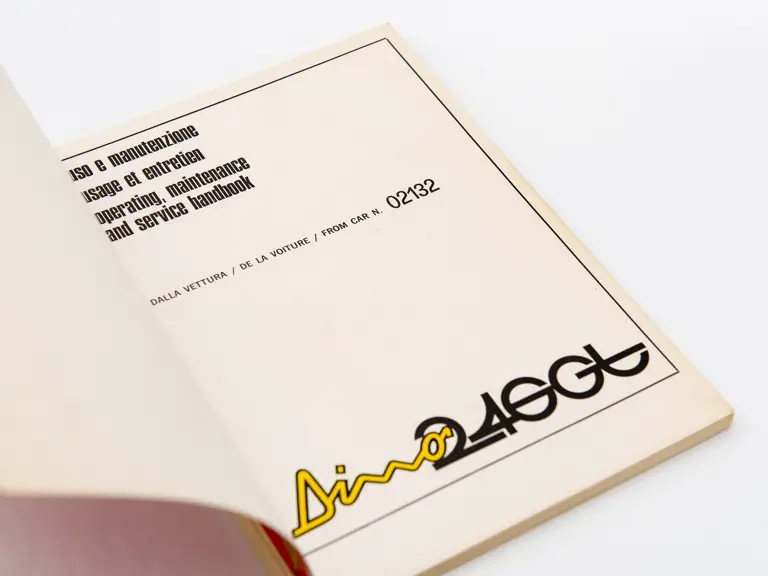 uso e manutenzione
usage et entretien
operating, maintenance
and service handbook
DALLA VETTURA / DE LA VOITURE / FROM CAR N. 02132
Dino 246GT